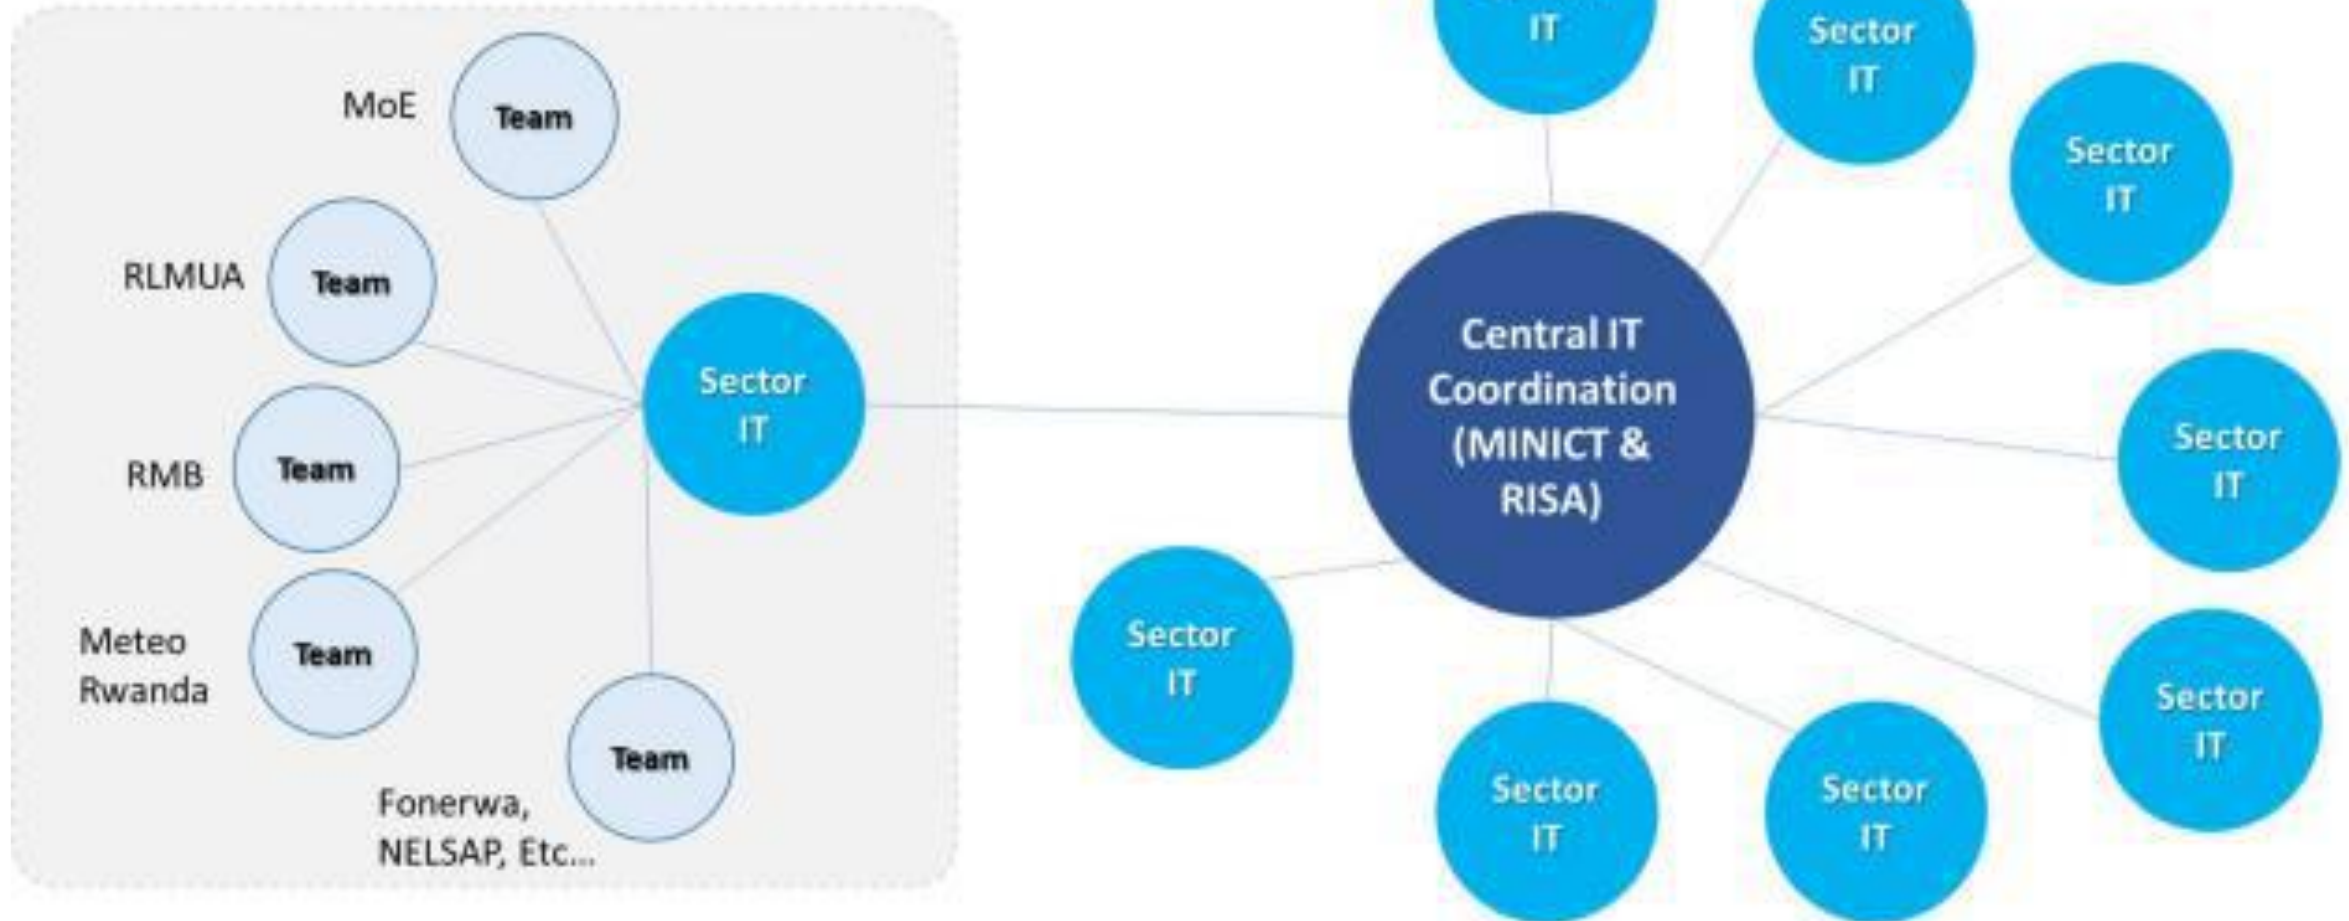 MoE
Team
RLMUA
Team
RMB
Team
Meteo
Rwanda
Team
Fonerwa,
NELSAP, Etc...
Team
Sector
IT
Central IT
Coordination
(MINICT &
RISA)
IT
Sector
IT
Sector
IT
Sector
IT
Sector
IT
Sector
IT
Sector
IT
Sector
IT